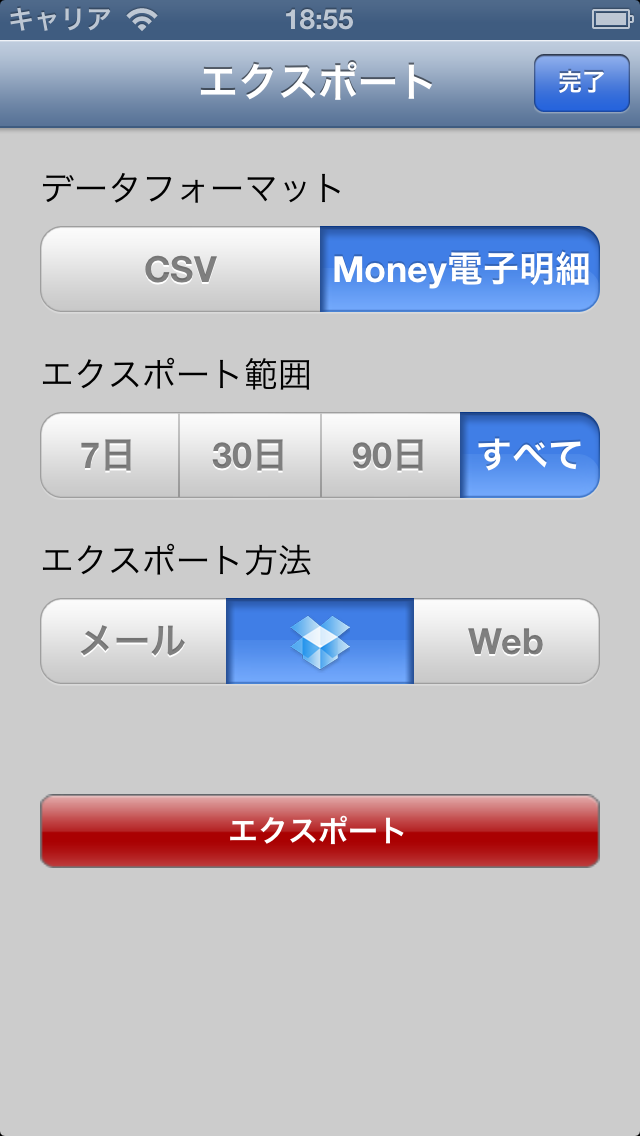 キャリア 18:55
エクスポート 完了
データフォーマット
CSV Money電子明細
エクスポート範囲
7日 30日 90日 すべて
エクスポート方法
メール Web
エクスポート